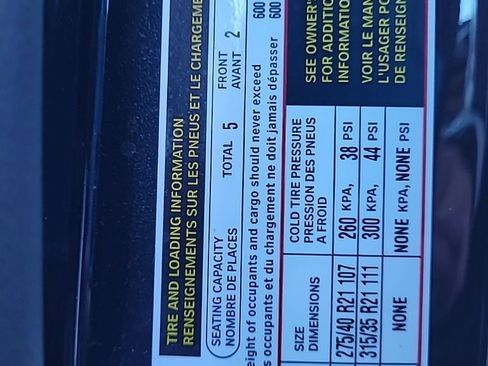 TIRE AND LOADING INFORMATION
RENSEIGNEMENTS SUR LES PNEUS ET LE CHARGEME
SEATING CAPACITY
NOMBRE DE PLACES
TOTAL 5
FRONT
AVANT 2
eight of occupants and cargo should never exceed 600
s occupants et du chargement ne doit jamais dépasser 600
SIZE
DIMENSIONS
COLD TIRE PRESSURE
PRESSION DES PNEUS
A FROID
275/40 R21 107 260 KPA, 38 PSI
315/35 R21 111 300 KPA, 44 PSI
NONE NONE KPA, NONE PSI
SEE OWNER'S
FOR ADDITIO
INFORMATION
VOIR LE MAN
L'USAGER PO
DE RENSEIGN